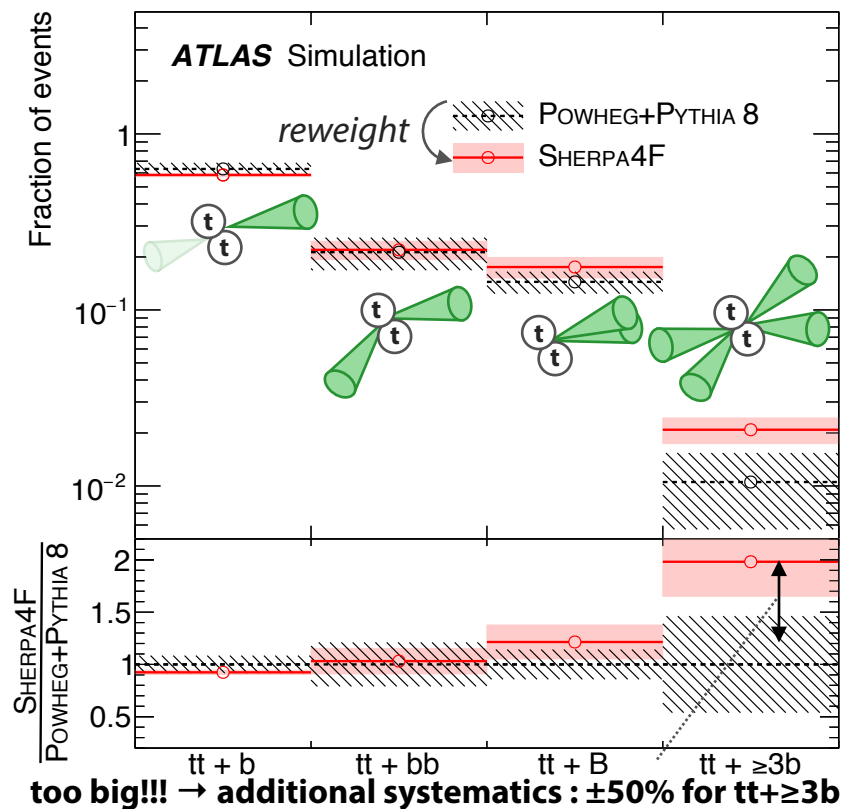 ATLAS Simulation
Fraction of events
reweight
POWHEG+PYTHIA 8
SHERPA4F
1
10⁻¹
10⁻²
t
t
t
t
t
t
t
t
SHERPA4F
POWHEG+PYTHIA 8
2
1.5
1
0.5
tt + b
tt + bb
tt + B
tt + ≥3b
too big!!! → additional systematics : ±50% for tt+≥3b